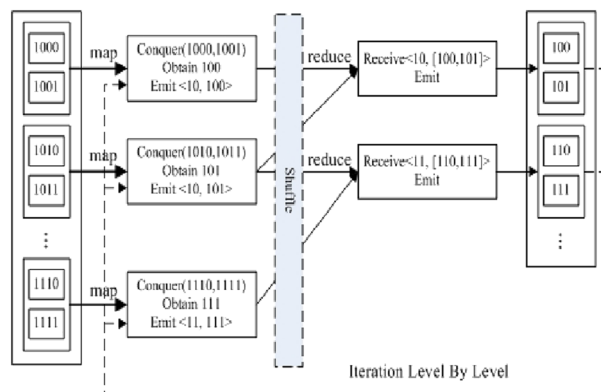 1000
1001
map
Conquer(1000,1001)
Obtain 100
Emit <10, 100>
reduce
Receive<10, [100,101]>
Emit
100
101
1010
1011
⋮
map
Conquer(1010,1011)
Obtain 101
Emit <10, 101>
Shuffle
reduce
Receive<11, [110,111]>
Emit
110
111
⋮
1110
1111
map
Conquer(1110,1111)
Obtain 111
Emit <11, 111>
Iteration Level By Level